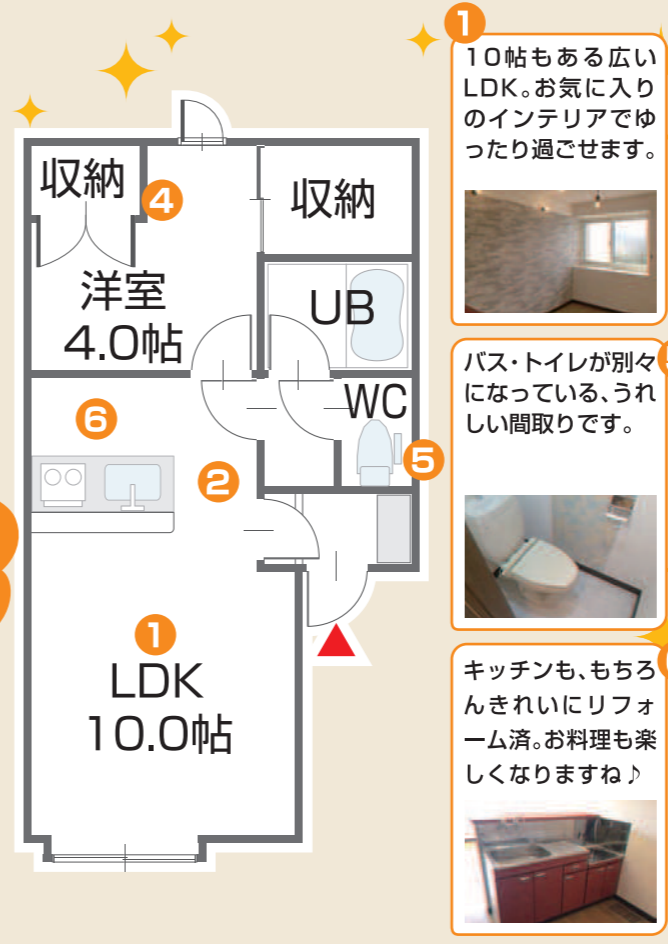 収納
4
収納
洋室
4.0帖
UB
WC
6
2
5
1
LDK
10.0帖
1
10帖もある広い
LDK。お気に入り
のインテリアでゆ
ったり過ごせます。
バス・トイレが別々
になっている、うれ
しい間取りです。
キッチンも、もちろ
んきれいにリフォ
ーム済。お料理も楽
しくなりますね♪